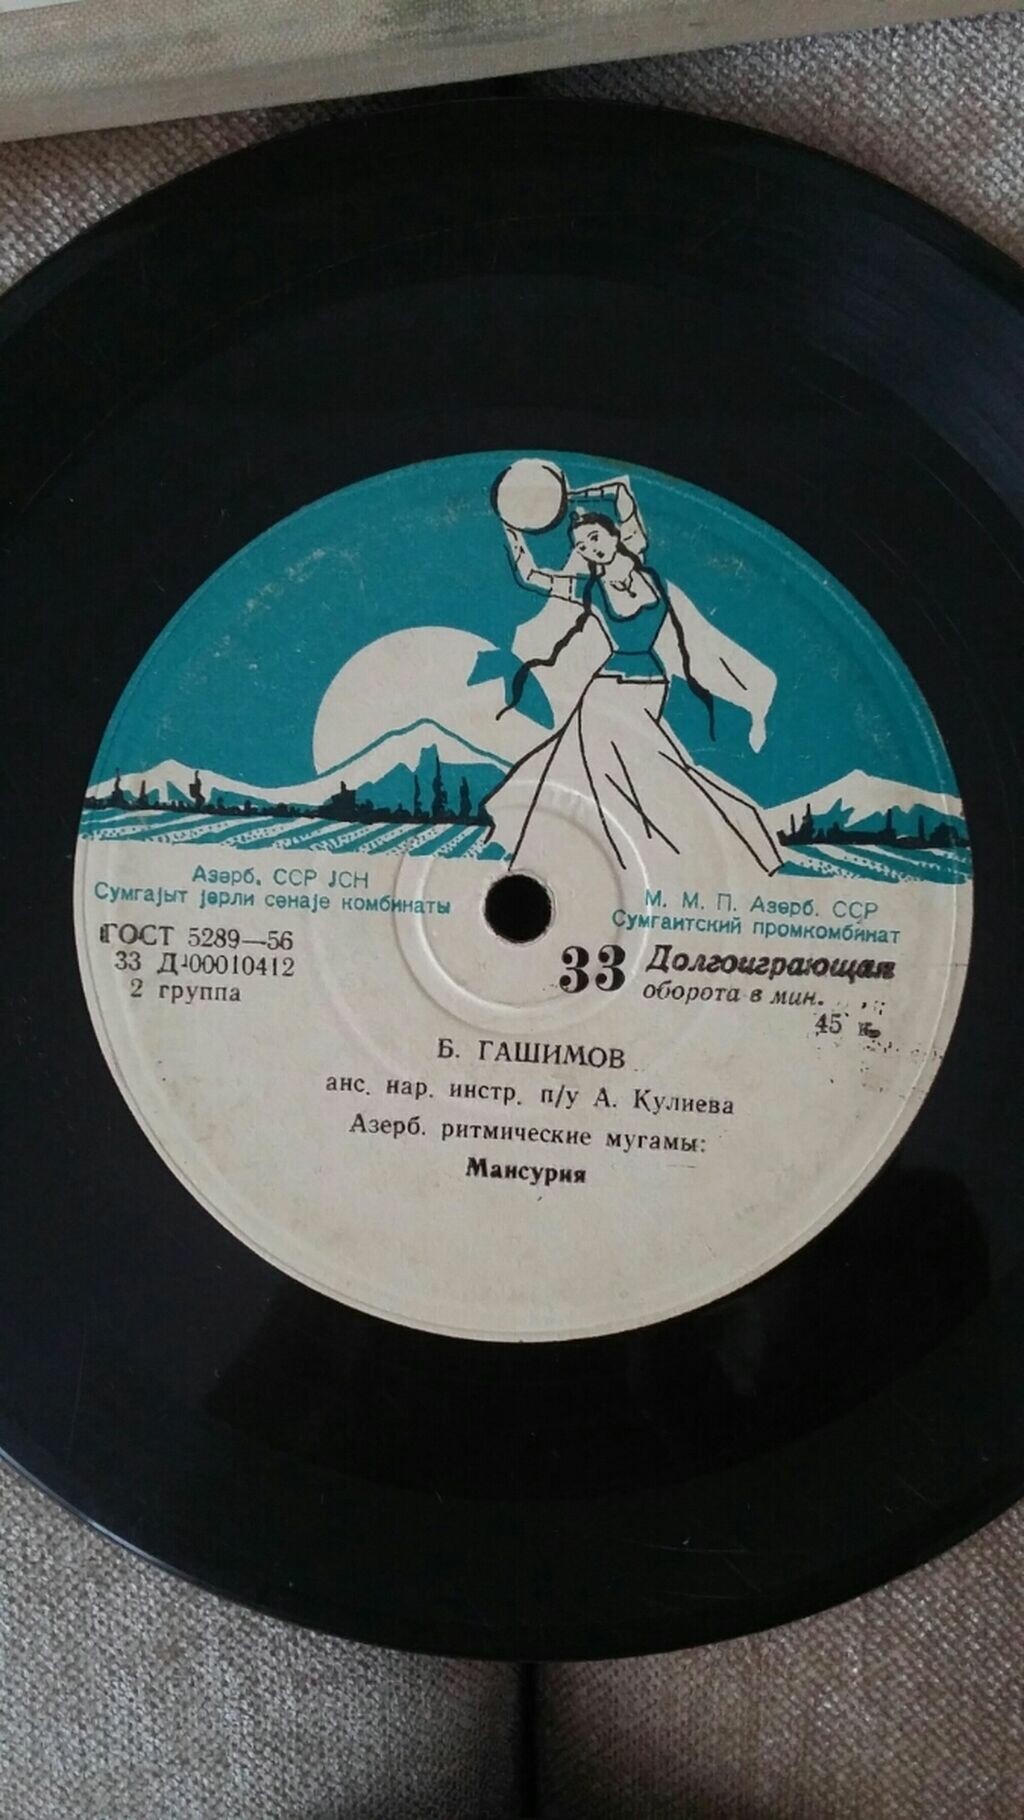 Азәрб. ССР ЈСН
Сумгајыт јерли сәнаје комбинаты
М. М. П. Азерб. ССР
Сумгаитский промкомбинат
ГОСТ 5289—56
33 Д-00010412
2 группа
33 Долгоиграющая
оборота в мин.
45 к.
Б. ГАШИМОВ
анс. нар. инстр. п/у А. Кулиева
Азерб. ритмические мугамы:
Мансурия